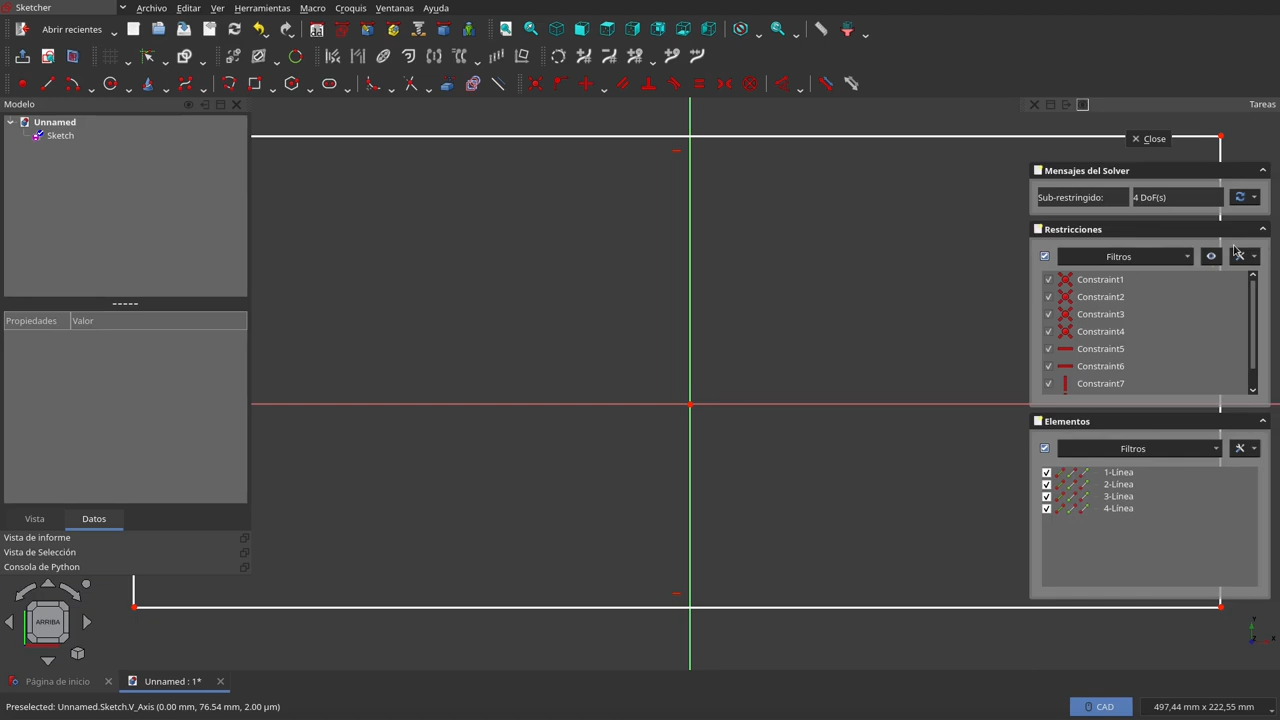 Sketcher
Archivo Editar Ver Herramientas Macro Croquis Ventanas Ayuda
Abrir recientes
Modelo
Tareas
Unnamed
Sketch
Close
Mensajes del Solver
Sub-restringido: 4 DoF(s)
Restricciones
Filtros
Constraint1
Constraint2
Constraint3
Constraint4
Constraint5
Constraint6
Constraint7
Propiedades Valor
Elementos
Filtros
1-Línea
2-Línea
3-Línea
4-Línea
Vista Datos
Vista de informe
Vista de Selección
Consola de Python
ARRIBA
Página de inicio Unnamed : 1*
Preselected: Unnamed.Sketch.V_Axis (0.00 mm, 76.54 mm, 2.00 µm) CAD 497,44 mm x 222,55 mm